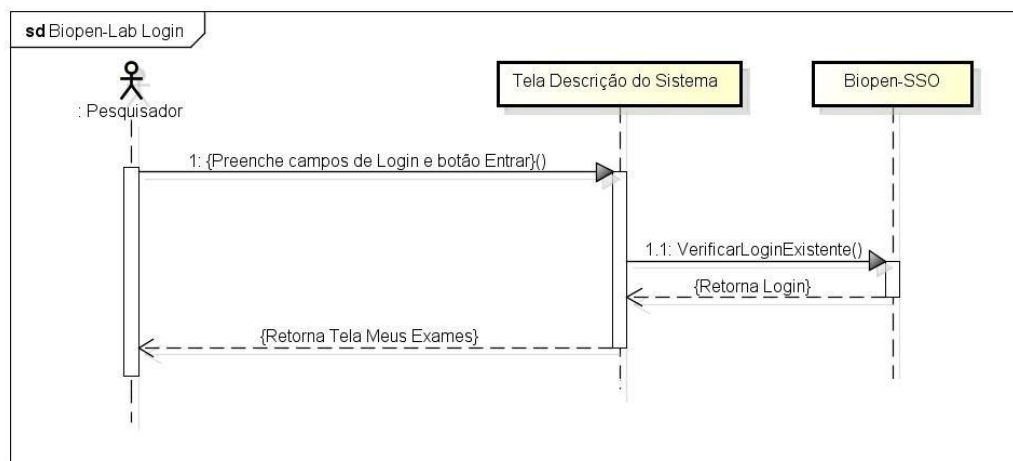 sd Biopen-Lab Login
Tela Descrição do Sistema
Biopen-SSO
: Pesquisador
1: {Preenche campos de Login e botão Entrar}()
1.1: VerificarLoginExistente()
{Retorna Login}
{Retorna Tela Meus Exames}